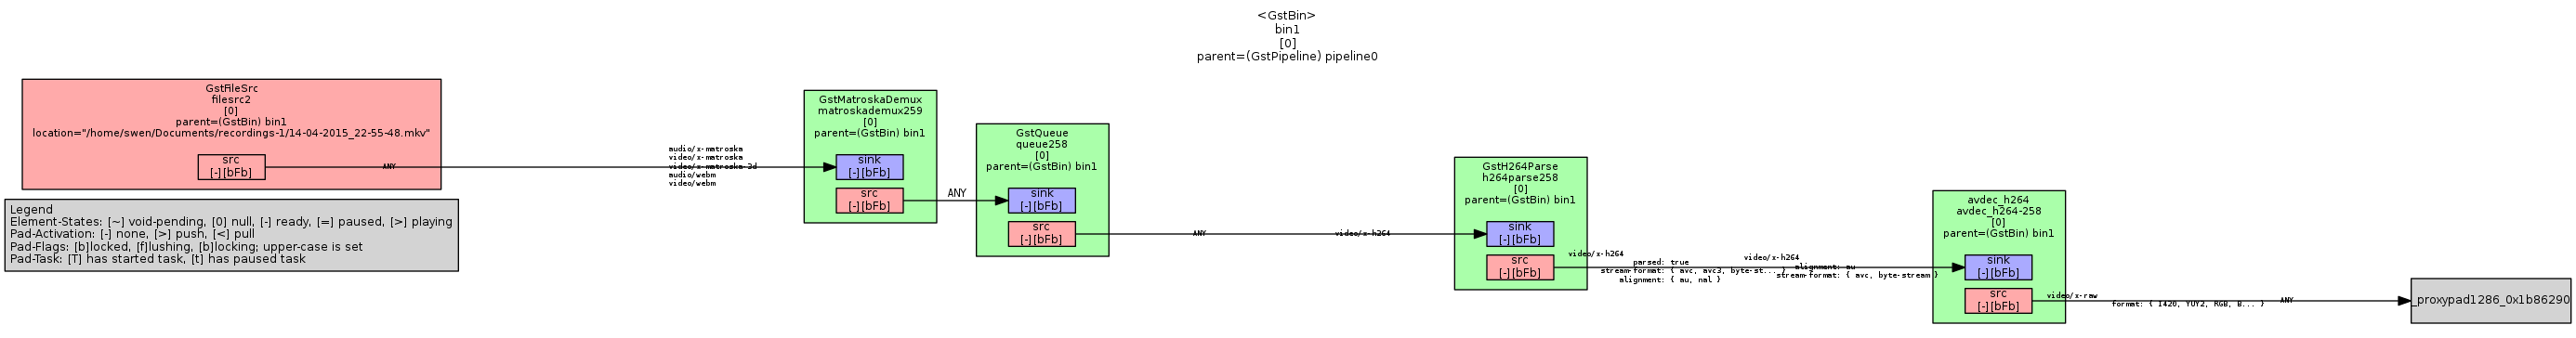 <GstBin>
bin1
[0]
parent=(GstPipeline) pipeline0
GstFileSrc
filesrc2
[0]
parent=(GstBin) bin1
location="/home/swen/Documents/recordings-1/14-04-2015_22-55-48.mkv"
src
[-][bFb]
ANY
audio/x-matroska
video/x-matroska
video/x-matroska-3d
audio/webm
video/webm
GstMatroskaDemux
matroskademux259
[0]
parent=(GstBin) bin1
sink
[-][bFb]
src
[-][bFb]
ANY
GstQueue
queue258
[0]
parent=(GstBin) bin1
sink
[-][bFb]
src
[-][bFb]
ANY
video/x-h264
GstH264Parse
h264parse258
[0]
parent=(GstBin) bin1
sink
[-][bFb]
src
[-][bFb]
video/x-h264
parsed: true
stream-format: { avc, avc3, byte-st... }
alignment: { au, nal }
video/x-h264
alignment: au
stream-format: { avc, byte-stream }
avdec_h264
avdec_h264-258
[0]
parent=(GstBin) bin1
sink
[-][bFb]
src
[-][bFb]
video/x-raw
format: { I420, YUY2, RGB, B... }
ANY
_proxypad1286_0x1b86290
Legend
Element-States: [~] void-pending, [0] null, [-] ready, [=] paused, [>] playing
Pad-Activation: [-] none, [>] push, [<] pull
Pad-Flags: [b]locked, [f]lushing, [b]locking; upper-case is set
Pad-Task: [T] has started task, [t] has paused task